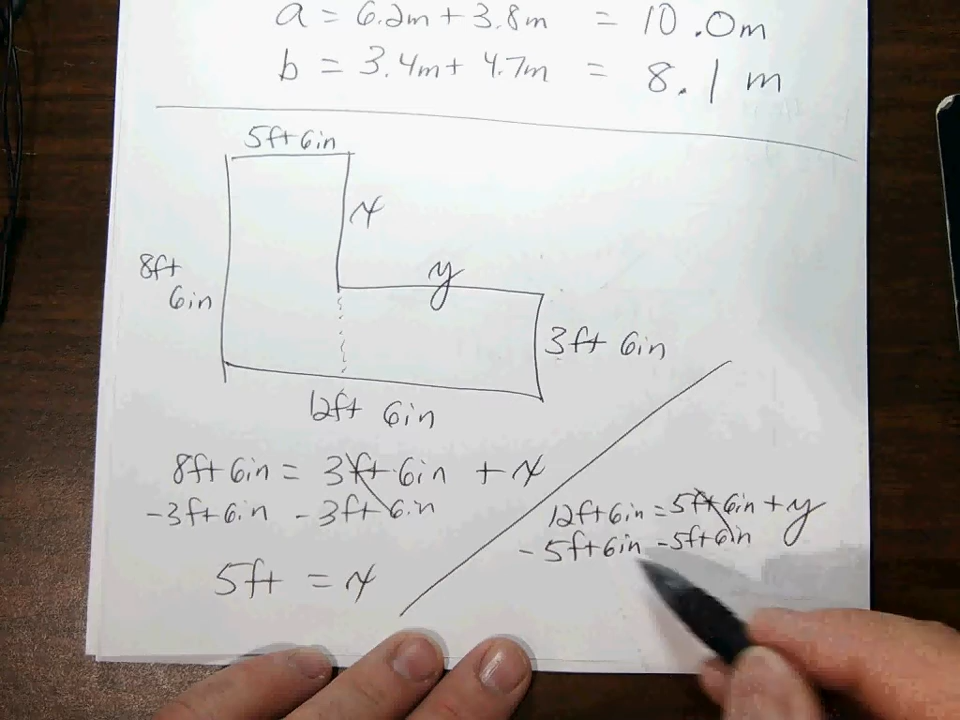 a = 6.2m + 3.8m = 10.0m
b = 3.4m + 4.7m = 8.1 m
5ft 6in
x
8ft
6in
y
3ft 6in
12ft 6in
8ft 6in = 3ft 6in + x
-3ft 6in -3ft 6in
5ft = x
12ft 6in = 5ft 6in + y
- 5ft 6in -5ft 6in